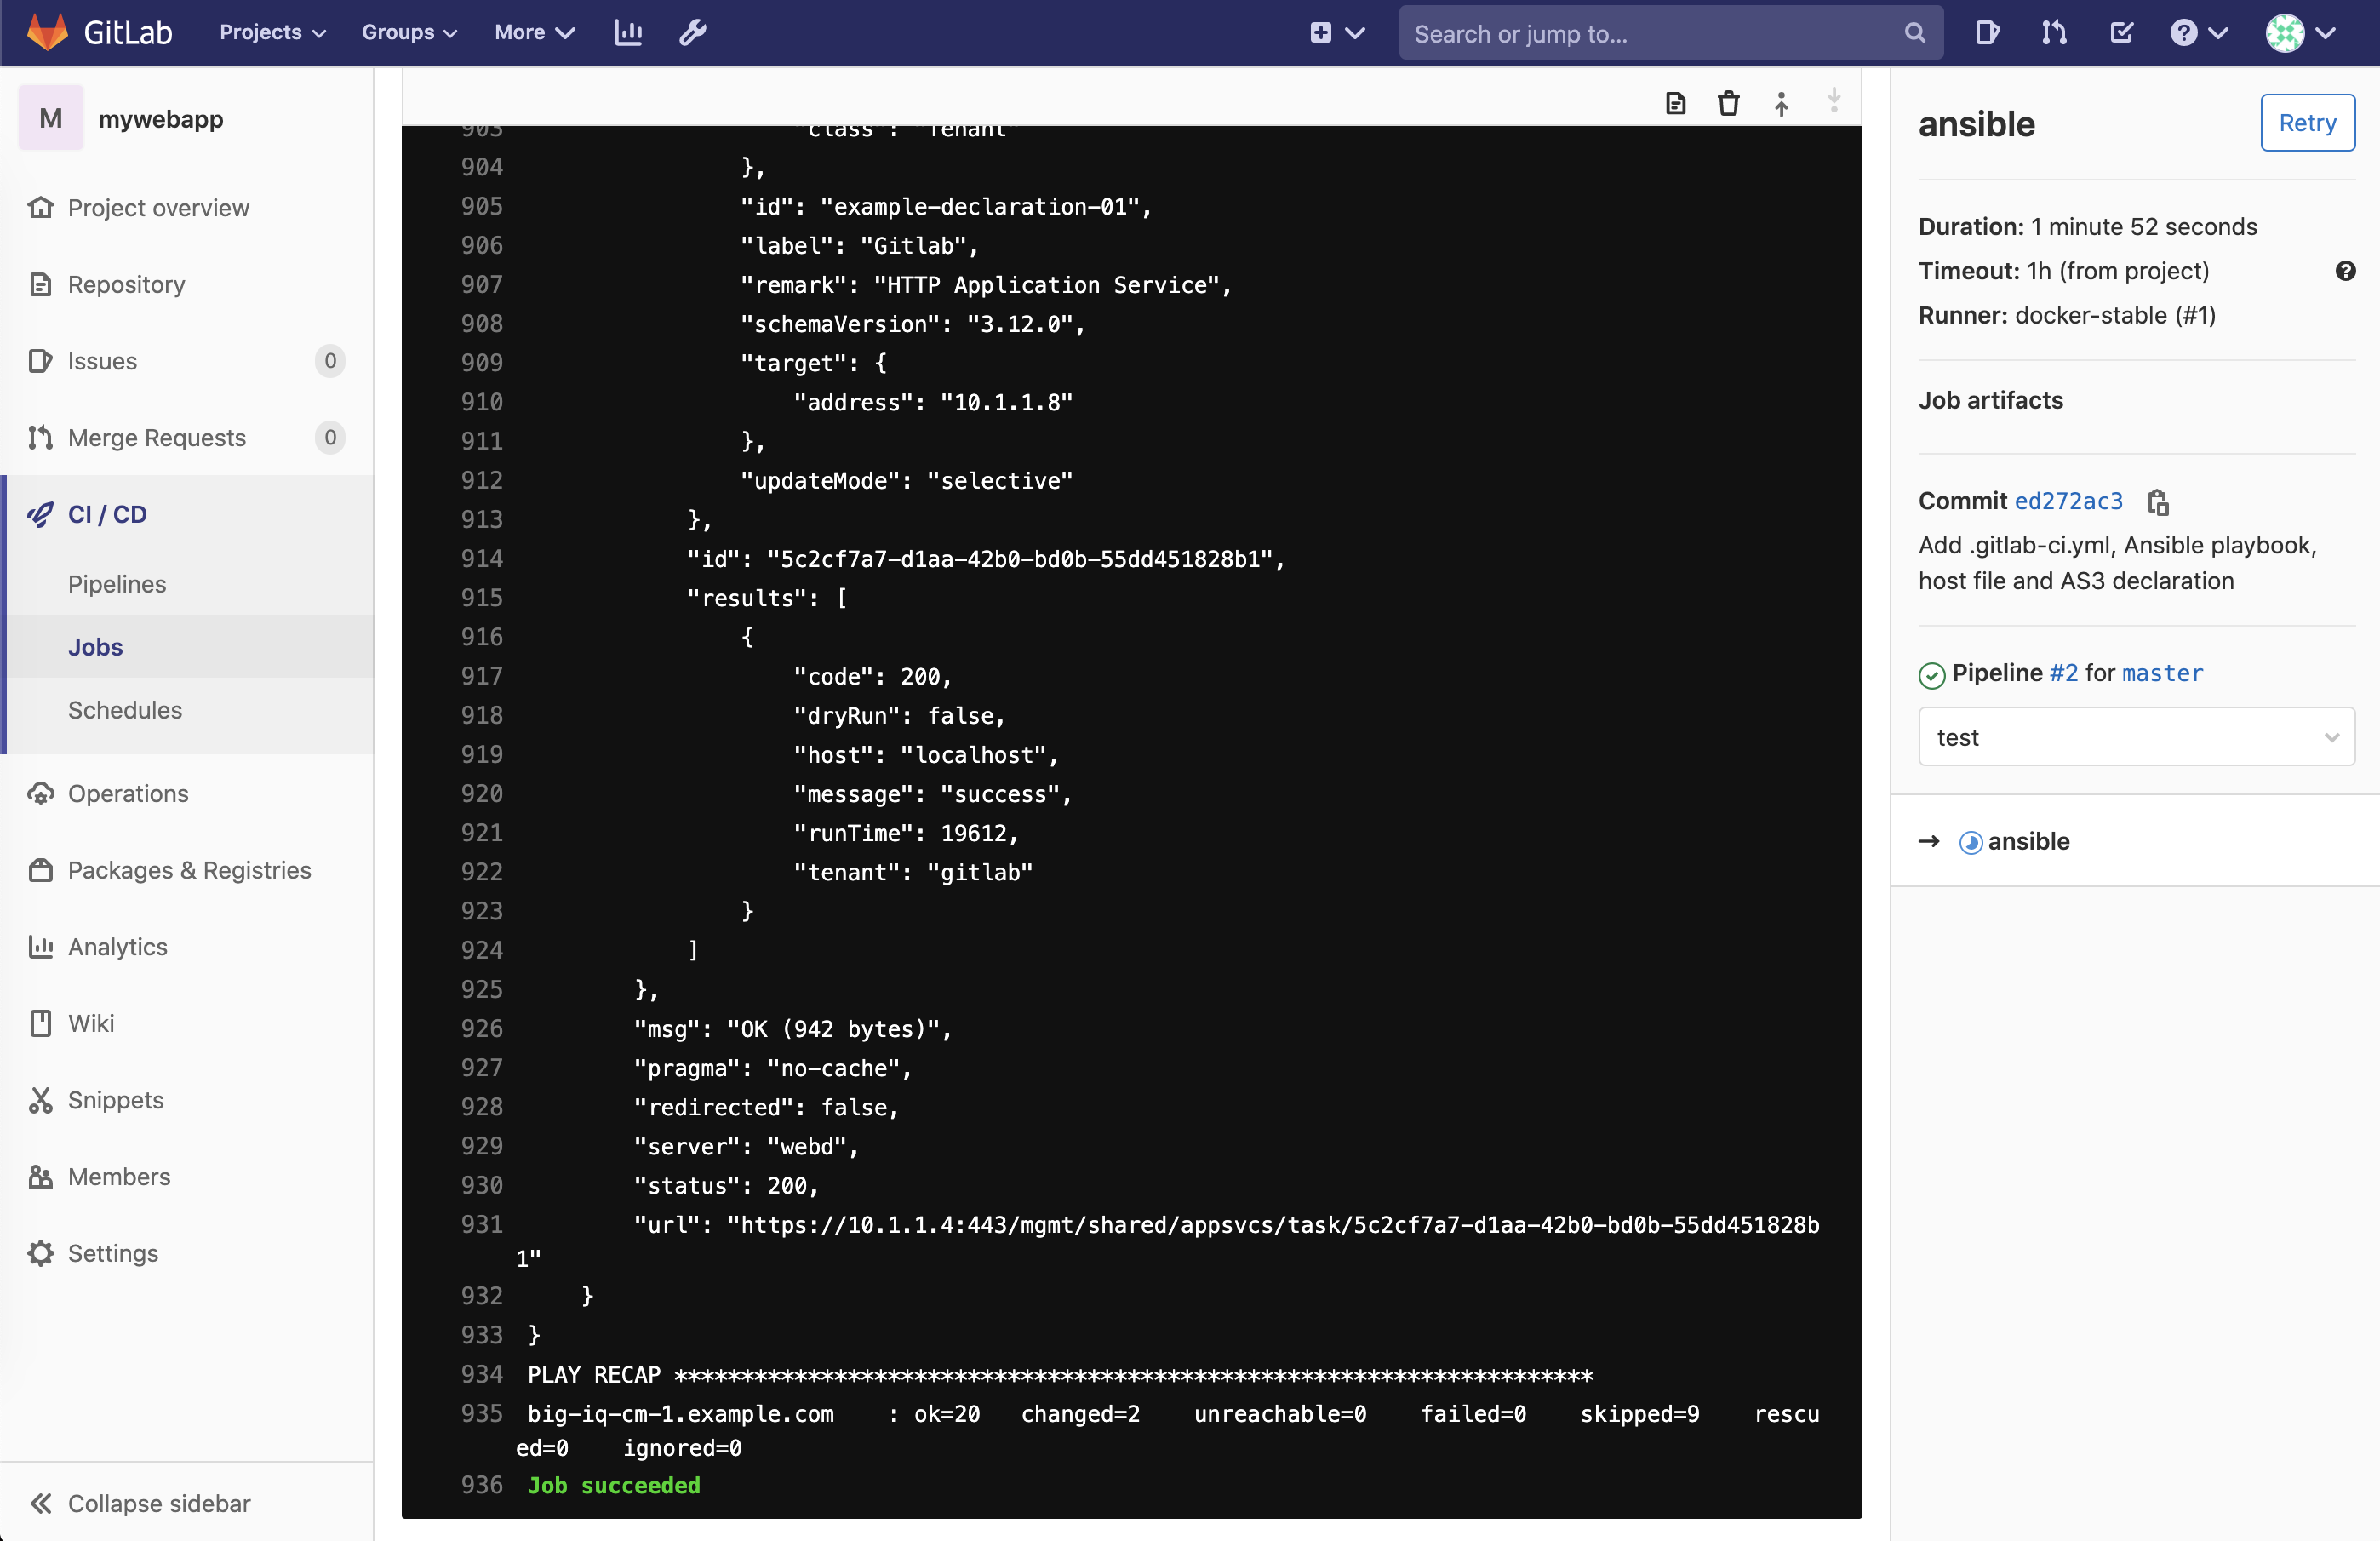 GitLab
Projects
Groups
More
Search or jump to...
M
mywebapp
Project overview
Repository
Issues
0
Merge Requests
0
CI / CD
Pipelines
Jobs
Schedules
Operations
Packages & Registries
Analytics
Wiki
Snippets
Members
Settings
Collapse sidebar
903 "class": "Tenant"
904 },
905 "id": "example-declaration-01",
906 "label": "Gitlab",
907 "remark": "HTTP Application Service",
908 "schemaVersion": "3.12.0",
909 "target": {
910 "address": "10.1.1.8"
911 },
912 "updateMode": "selective"
913 },
914 "id": "5c2cf7a7-d1aa-42b0-bd0b-55dd451828b1",
915 "results": [
916 {
917 "code": 200,
918 "dryRun": false,
919 "host": "localhost",
920 "message": "success",
921 "runTime": 19612,
922 "tenant": "gitlab"
923 }
924 ]
925 },
926 "msg": "OK (942 bytes)",
927 "pragma": "no-cache",
928 "redirected": false,
929 "server": "webd",
930 "status": 200,
931 "url": "https://10.1.1.4:443/mgmt/shared/appsvcs/task/5c2cf7a7-d1aa-42b0-bd0b-55dd451828b
1"
932 }
933 }
934 PLAY RECAP *********************************************************************
935 big-iq-cm-1.example.com : ok=20 changed=2 unreachable=0 failed=0 skipped=9 rescu
ed=0 ignored=0
936 Job succeeded
ansible
Retry
Duration: 1 minute 52 seconds
Timeout: 1h (from project)
Runner: docker-stable (#1)
Job artifacts
Commit ed272ac3
Add .gitlab-ci.yml, Ansible playbook,
host file and AS3 declaration
Pipeline #2 for master
test
→ ansible